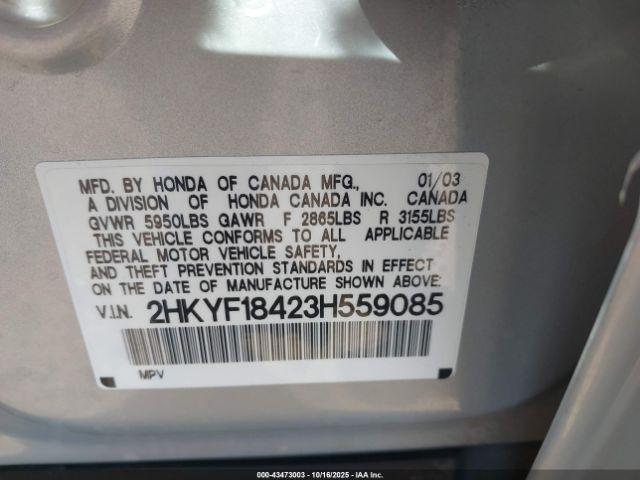 MFD. BY HONDA OF CANADA MFG., 01/03
A DIVISION OF HONDA CANADA INC. CANADA
GVWR 5950LBS GAWR F 2865LBS R 3155LBS
THIS VEHICLE CONFORMS TO ALL APPLICABLE
FEDERAL MOTOR VEHICLE SAFETY,
AND THEFT PREVENTION STANDARDS IN EFFECT
ON THE DATE OF MANUFACTURE SHOWN ABOVE:
V.I.N. 2HKYF18423H559085
MPV
000-43473003 | 10/16/2025 | IAA Inc.